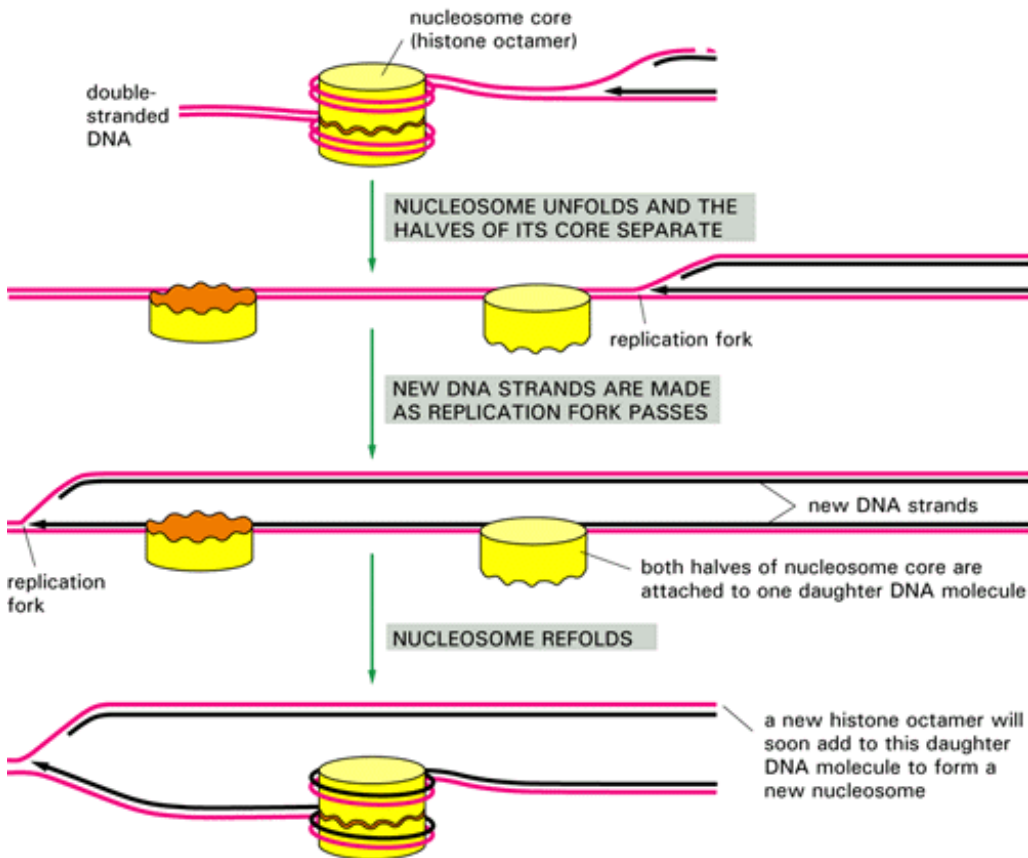 nucleosome core
(histone octamer)
double-
stranded
DNA
NUCLEOSOME UNFOLDS AND THE
HALVES OF ITS CORE SEPARATE
replication fork
NEW DNA STRANDS ARE MADE
AS REPLICATION FORK PASSES
new DNA strands
replication
fork
both halves of nucleosome core are
attached to one daughter DNA molecule
NUCLEOSOME REFOLDS
a new histone octamer will
soon add to this daughter
DNA molecule to form a
new nucleosome